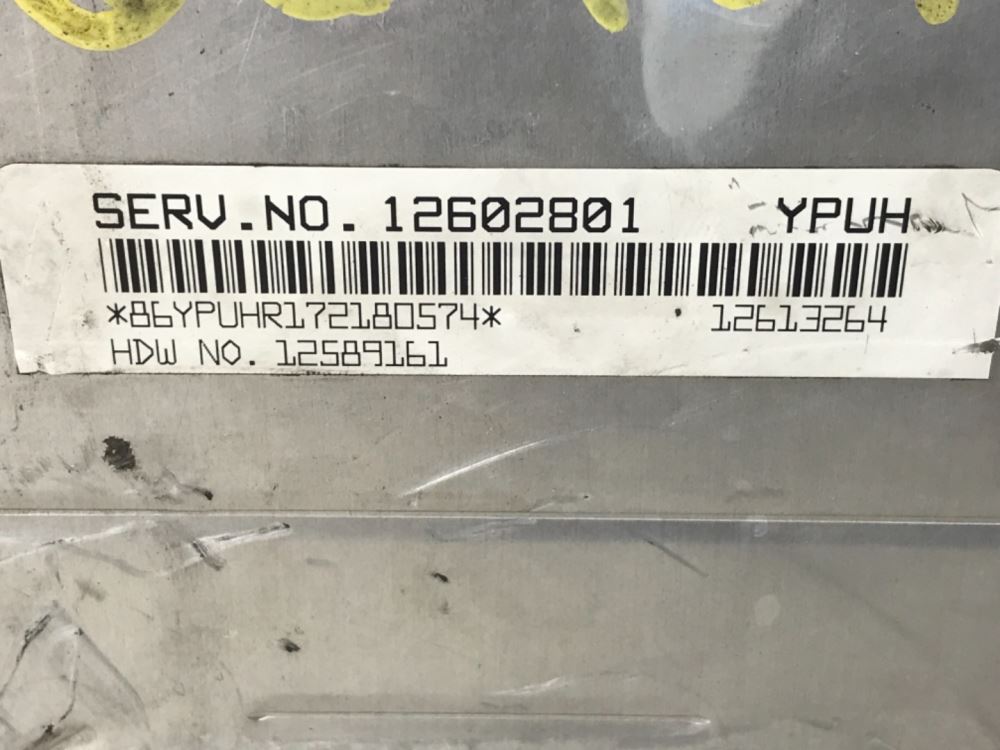 SERV.NO. 12602801 YPUH
*86YPUHR172180574* 12613264
HDW NO. 12589161